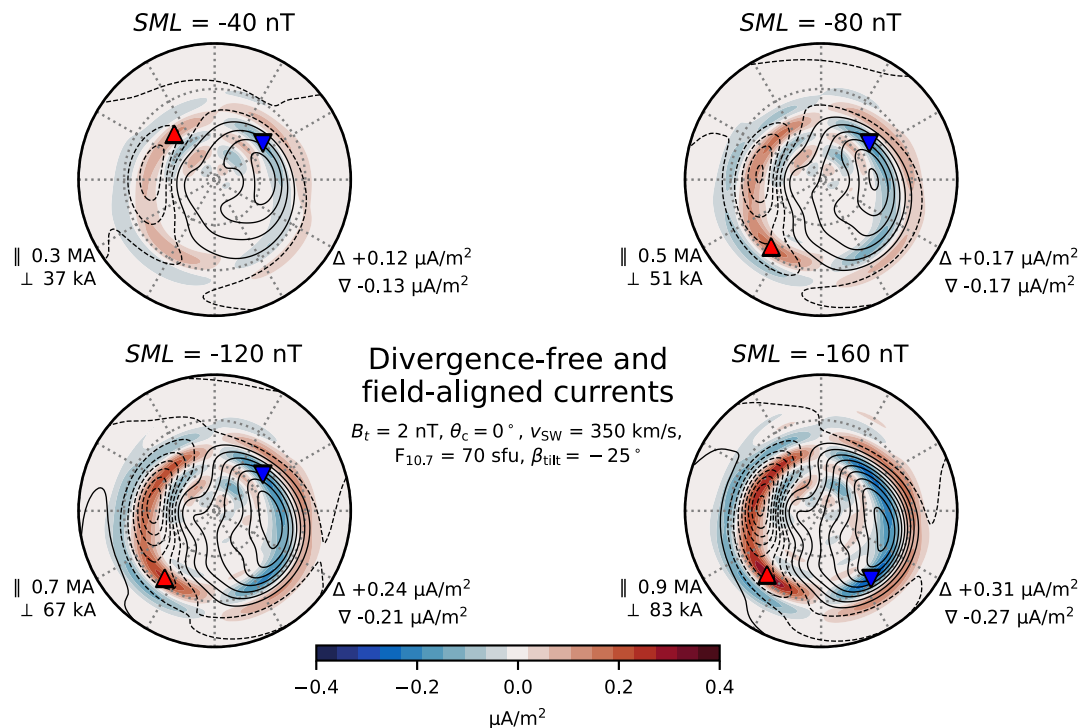 SML = -40 nT
SML = -80 nT
∥ 0.3 MA
⊥ 37 kA
Δ +0.12 μA/m²
∇ -0.13 μA/m²
∥ 0.5 MA
⊥ 51 kA
Δ +0.17 μA/m²
∇ -0.17 μA/m²
SML = -120 nT
SML = -160 nT
Divergence-free and
field-aligned currents
B_t = 2 nT, θ_c = 0°, v_SW = 350 km/s,
F_10.7 = 70 sfu, β_tilt = −25°
∥ 0.7 MA
⊥ 67 kA
Δ +0.24 μA/m²
∇ -0.21 μA/m²
∥ 0.9 MA
⊥ 83 kA
Δ +0.31 μA/m²
∇ -0.27 μA/m²
−0.4 −0.2 0.0 0.2 0.4
μA/m²